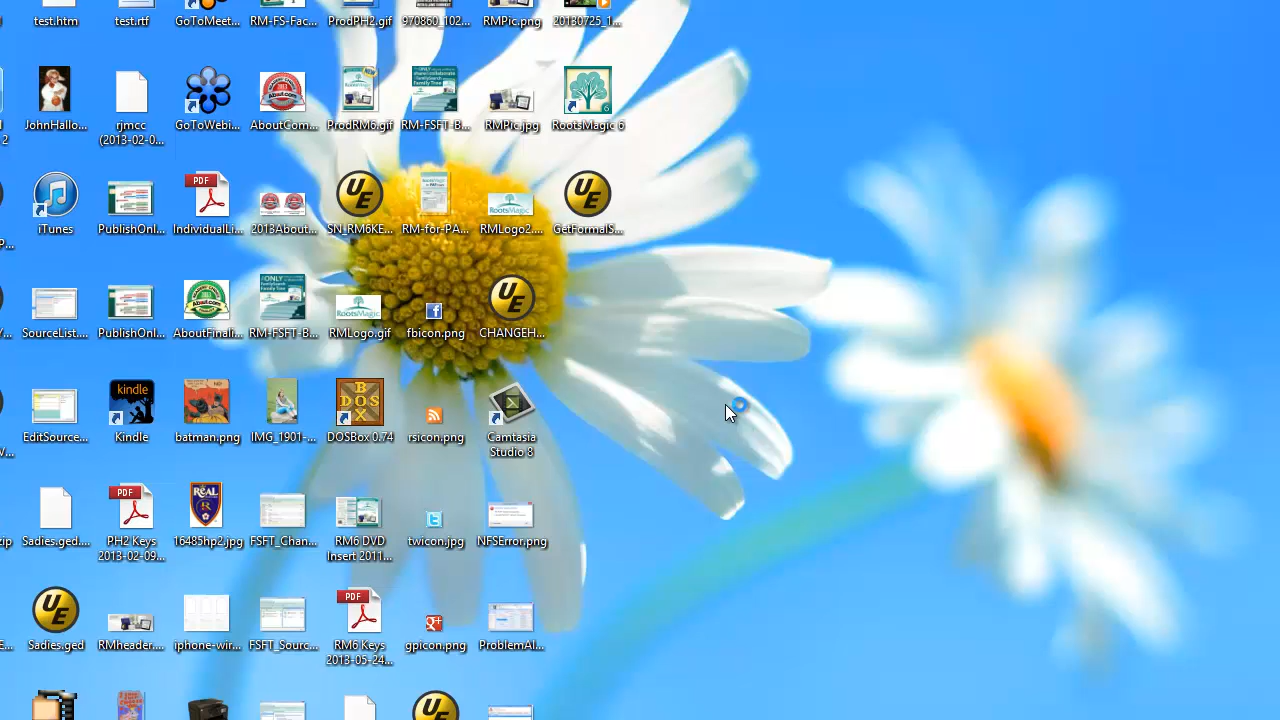 test.htm
test.rtf
GoToMeet...
RM-FS-Fac...
ProdPH2.gif
970860_102...
RMPic.png
20130725_1...
2
JohnHallo...
rjmcc
(2013-02-0...
GoToWebi...
AboutCom...
ProdRM6.gif
RM-FSFT-B...
RMPic.jpg
RootsMagic 6
P...
iTunes
PublishOnl...
IndividualLi...
2013About...
SN_RM6KE...
RM-for-PA...
RMLogo2....
GetFormalS...
SourceList....
PublishOnl...
AboutFinali...
RM-FSFT-B...
RMLogo.gif
fbicon.png
CHANGEH...
EditSource...
Kindle
batman.png
IMG_1901-...
DOSBox 0.74
rsicon.png
Camtasia
Studio 8
zip
Sadies.ged....
PH2 Keys
2013-02-09...
16485hp2.jpg
FSFT_Chan...
RM6 DVD
Insert 2011...
twicon.jpg
NFSError.png
E...
Sadies.ged
RMheader....
iphone-wir...
FSFT_Sourc...
RM6 Keys
2013-05-24...
gpicon.png
ProblemAl...